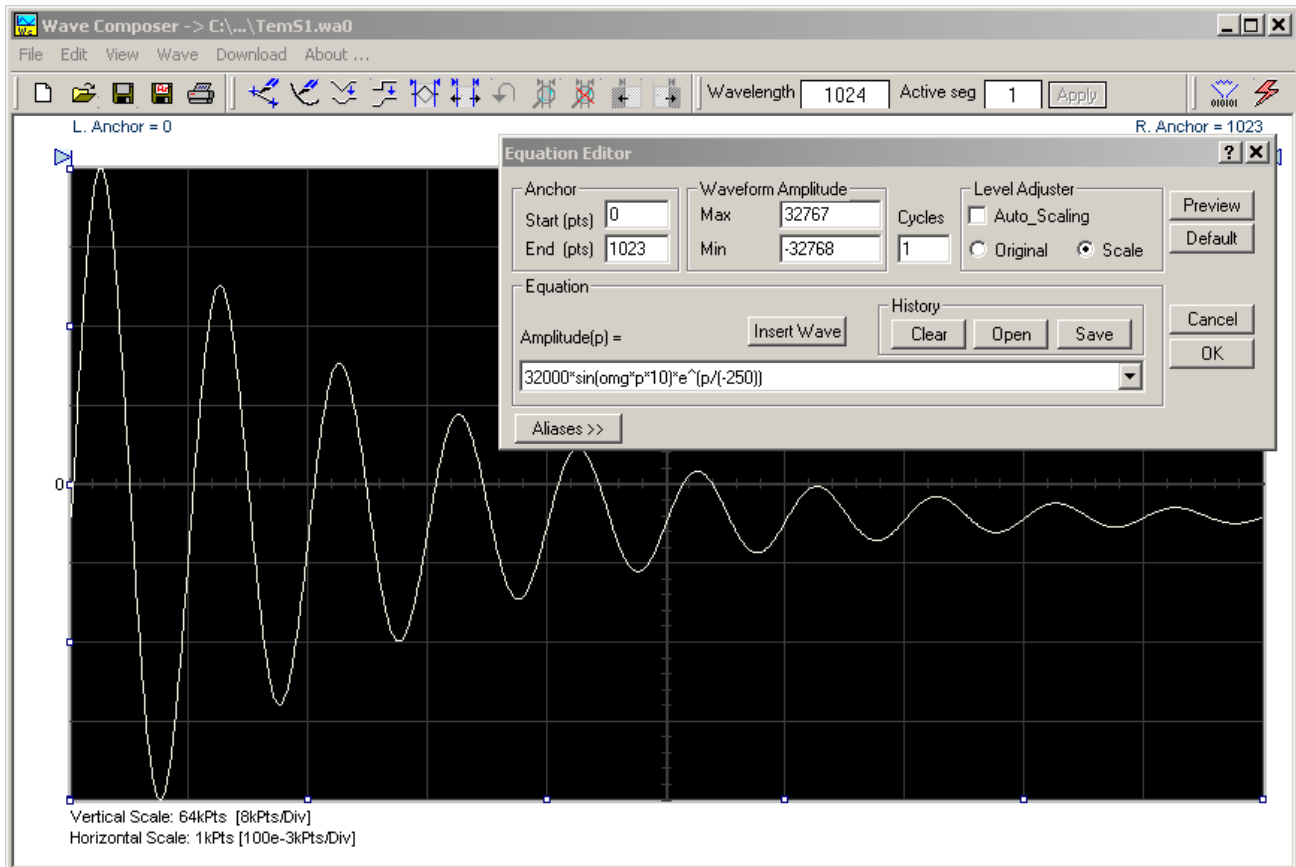 Wave Composer -> C:\...\TemS1.wa0
File Edit View Wave Download About ...
Wavelength 1024 Active seg 1 Apply
010101
L. Anchor = 0
R. Anchor = 1023
Equation Editor
Anchor
Start (pts) 0
End (pts) 1023
Waveform Amplitude
Max 32767
Min -32768
Cycles
1
Level Adjuster
Auto_Scaling
Original Scale
Preview
Default
Equation
Amplitude(p) =
Insert Wave
History
Clear Open Save
Cancel
OK
32000*sin(omg*p*10)*e^(p/(-250))
Aliases >>
0
Vertical Scale: 64kPts [8kPts/Div]
Horizontal Scale: 1kPts [100e-3kPts/Div]